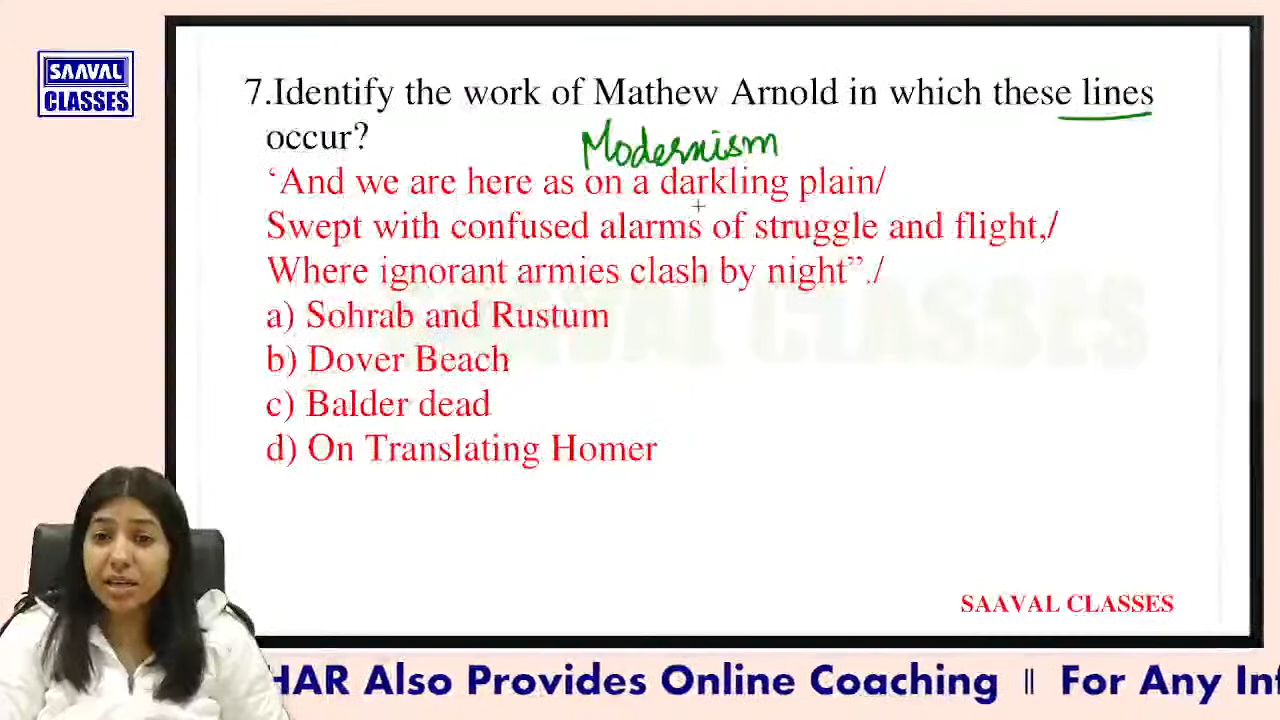 SAAVAL
CLASSES
7.Identify the work of Mathew Arnold in which these lines
occur?
Modernism
‘And we are here as on a darkling plain/
Swept with confused alarms of struggle and flight,/
Where ignorant armies clash by night”./
a) Sohrab and Rustum
b) Dover Beach
c) Balder dead
d) On Translating Homer
SAAVAL CLASSES
SAAVAL CLASSES
HAR Also Provides Online Coaching || For Any Inf